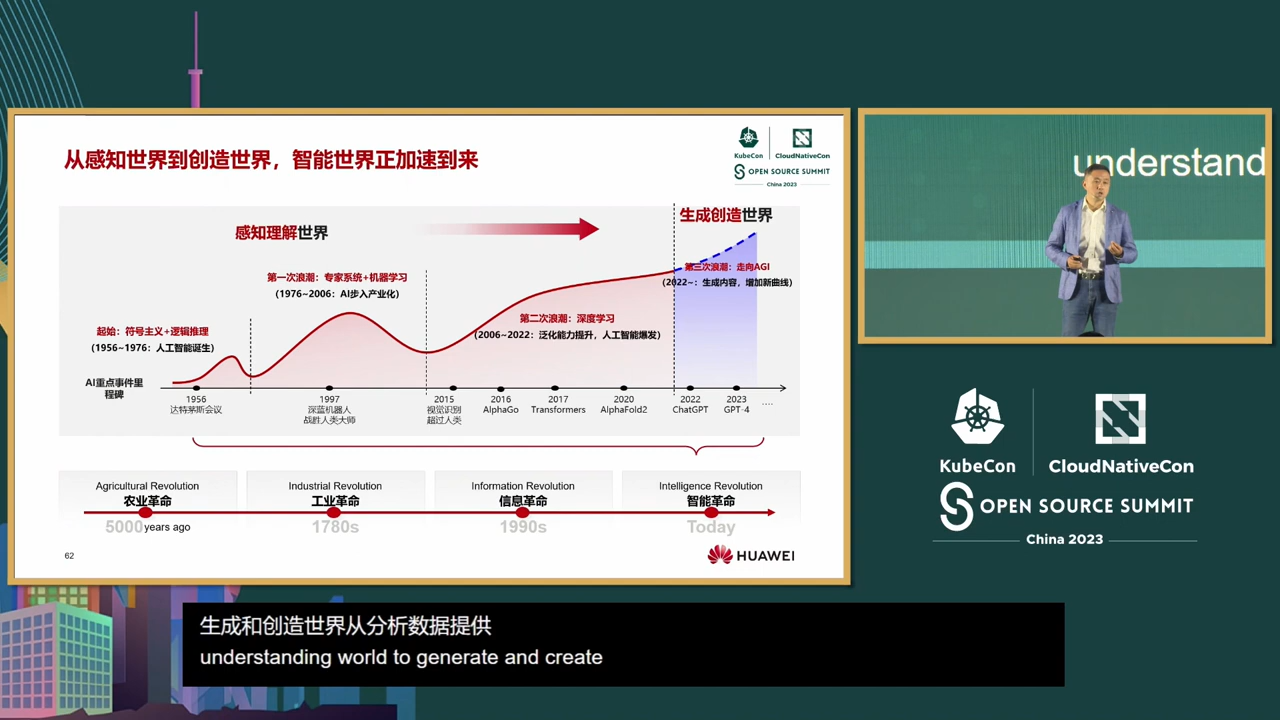 从感知世界到创造世界，智能世界正加速到来
KubeCon
CloudNativeCon
OPEN SOURCE SUMMIT
China 2023
感知理解世界
生成创造世界
第一次浪潮：专家系统+机器学习
(1976~2006：AI步入产业化)
第三次浪潮：走向AGI
(2022~：生成内容，增加新曲线)
起始：符号主义+逻辑推理
(1956~1976：人工智能诞生)
第二次浪潮：深度学习
(2006~2022：泛化能力提升，人工智能爆发)
AI重点事件里
程碑
1956
达特茅斯会议
1997
深蓝机器人
战胜人类大师
2015
视觉识别
超过人类
2016
AlphaGo
2017
Transformers
2020
AlphaFold2
2022
ChatGPT
2023
GPT-4
....
Agricultural Revolution
农业革命
5000 years ago
Industrial Revolution
工业革命
1780s
Information Revolution
信息革命
1990s
Intelligence Revolution
智能革命
Today
62
HUAWEI
understand
KubeCon
CloudNativeCon
OPEN SOURCE SUMMIT
China 2023
生成和创造世界从分析数据提供
understanding world to generate and create